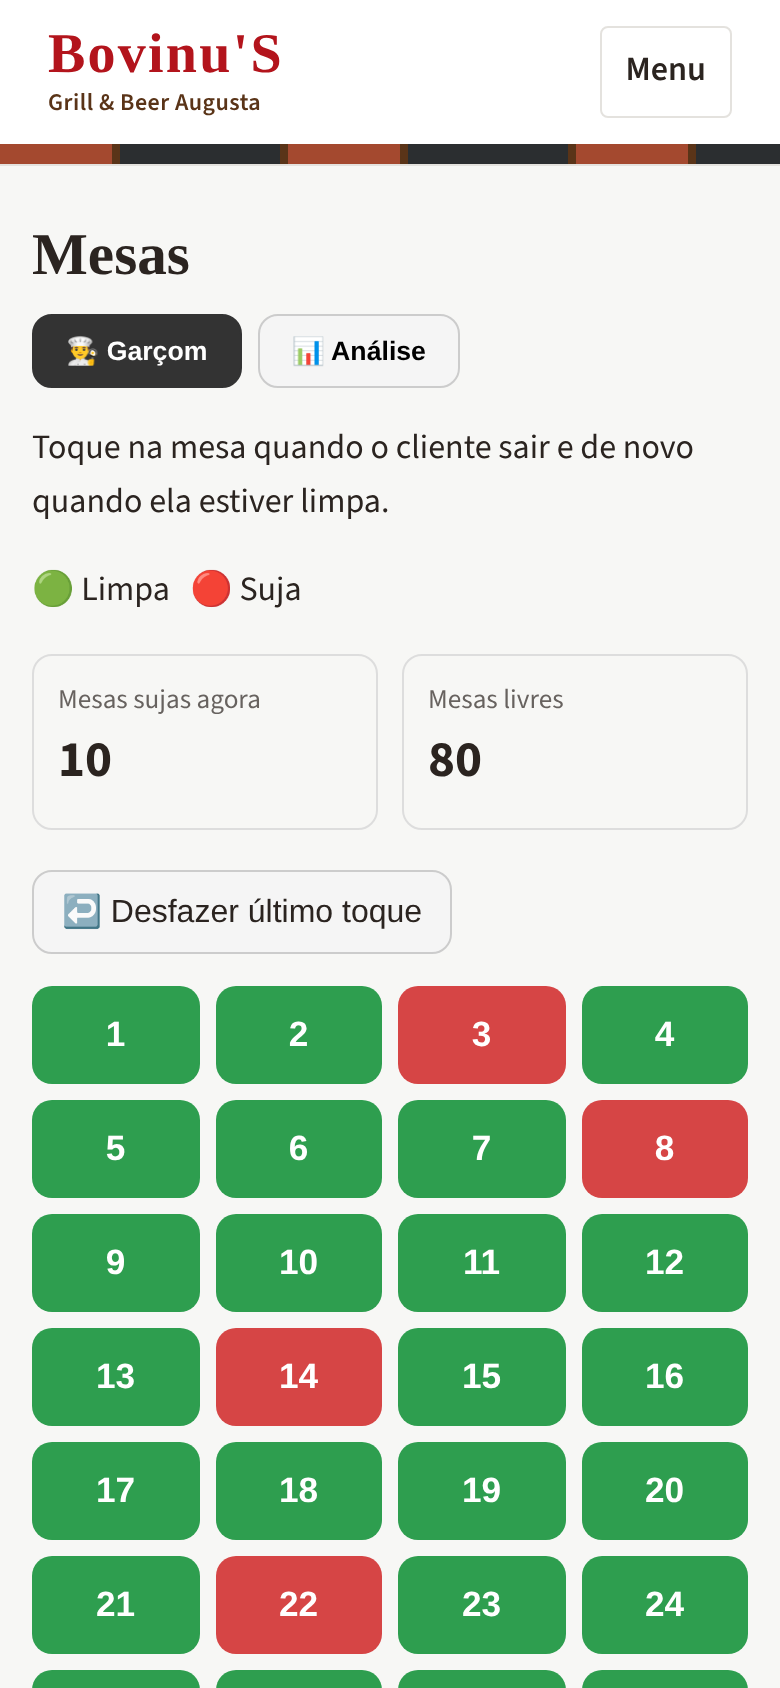 Bovinu'S
Grill & Beer Augusta
Menu
Mesas
Garçom
Análise
Toque na mesa quando o cliente sair e de novo
quando ela estiver limpa.
Limpa
Suja
Mesas sujas agora
10
Mesas livres
80
Desfazer último toque
1 2 3 4
5 6 7 8
9 10 11 12
13 14 15 16
17 18 19 20
21 22 23 24